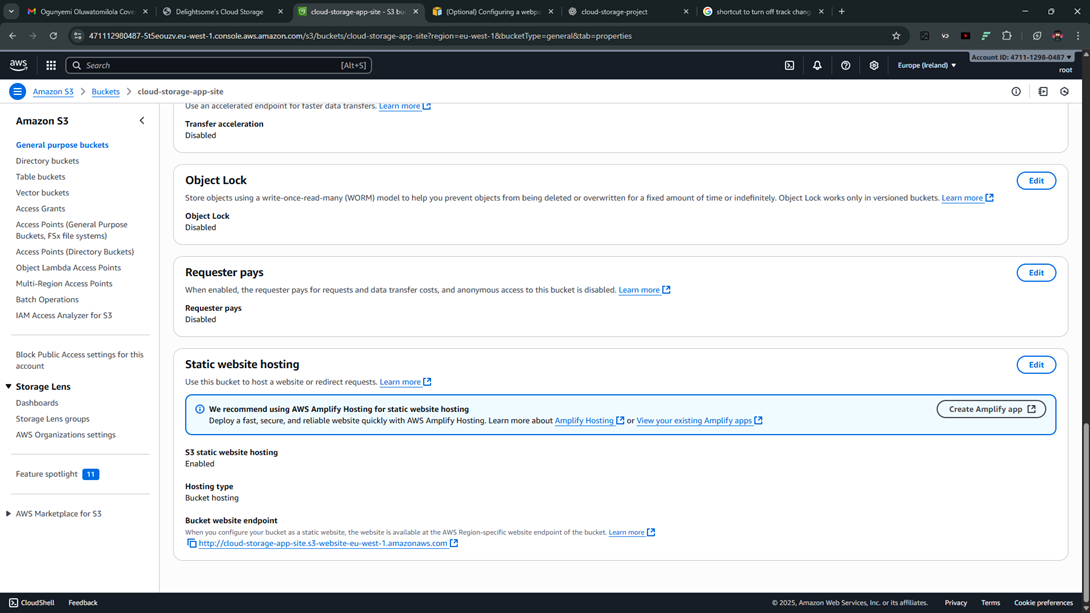 Ogunyemi Oluwatomilola Cove
Delightsome's Cloud Storage
cloud-storage-app-site - S3 bu
(Optional) Configuring a webpa
cloud-storage-project
shortcut to turn off track chang
471112980487-5t5eouzv.eu-west-1.console.aws.amazon.com/s3/buckets/cloud-storage-app-site?region=eu-west-1&bucketType=general&tab=properties
aws
Search
[Alt+S]
Europe (Ireland)
Account ID: 4711-1298-0487
root
Amazon S3
Buckets
cloud-storage-app-site
Amazon S3
General purpose buckets
Directory buckets
Table buckets
Vector buckets
Access Grants
Access Points (General Purpose
Buckets, FSx file systems)
Access Points (Directory Buckets)
Object Lambda Access Points
Multi-Region Access Points
Batch Operations
IAM Access Analyzer for S3
Block Public Access settings for this
account
Storage Lens
Dashboards
Storage Lens groups
AWS Organizations settings
Feature spotlight 11
AWS Marketplace for S3
Use an accelerated endpoint for faster data transfers. Learn more
Transfer acceleration
Disabled
Object Lock
Edit
Store objects using a write-once-read-many (WORM) model to help you prevent objects from being deleted or overwritten for a fixed amount of time or indefinitely. Object Lock works only in versioned buckets. Learn more
Object Lock
Disabled
Requester pays
Edit
When enabled, the requester pays for requests and data transfer costs, and anonymous access to this bucket is disabled. Learn more
Requester pays
Disabled
Static website hosting
Edit
Use this bucket to host a website or redirect requests. Learn more
We recommend using AWS Amplify Hosting for static website hosting
Deploy a fast, secure, and reliable website quickly with AWS Amplify Hosting. Learn more about Amplify Hosting or View your existing Amplify apps
Create Amplify app
S3 static website hosting
Enabled
Hosting type
Bucket hosting
Bucket website endpoint
When you configure your bucket as a static website, the website is available at the AWS Region-specific website endpoint of the bucket. Learn more
http://cloud-storage-app-site.s3-website-eu-west-1.amazonaws.com
CloudShell
Feedback
© 2025, Amazon Web Services, Inc. or its affiliates.
Privacy
Terms
Cookie preferences